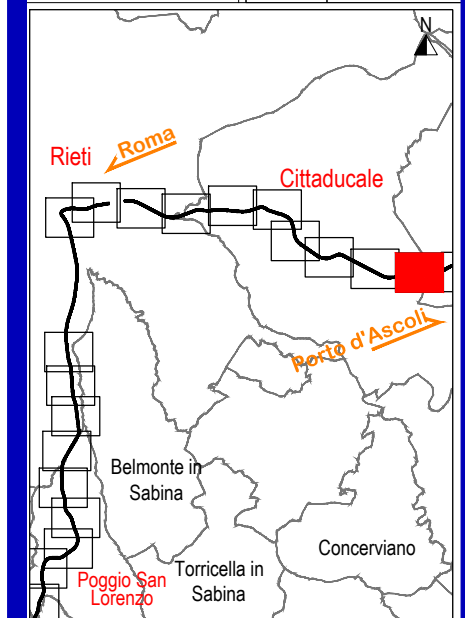 N
Roma
Rieti
Cittaducale
Porto d'Ascoli
Belmonte in
Sabina
Concerviano
Poggio San
Lorenzo
Torricella in
Sabina